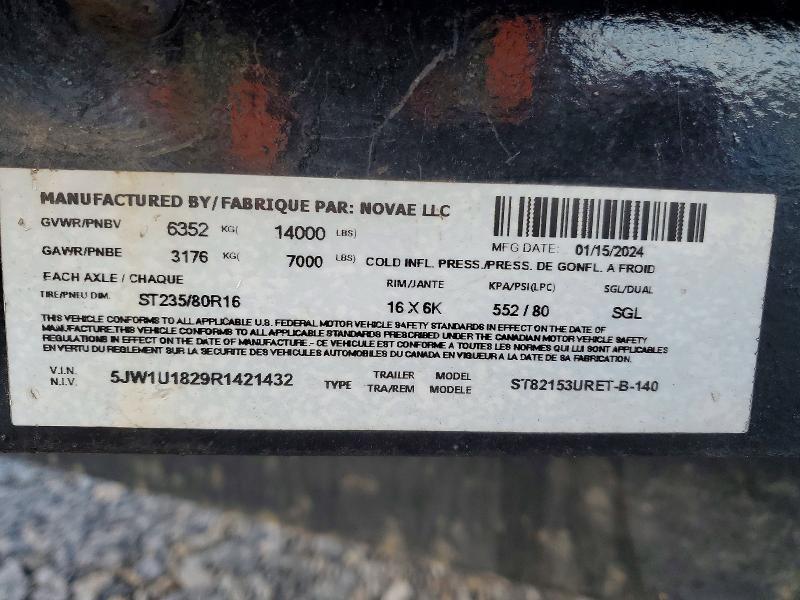 MANUFACTURED BY/ FABRIQUE PAR: NOVAE LLC
GVWR/PNBV 6352 KG( 14000 LBS)
MFG DATE: 01/15/2024
GAWR/PNBE 3176 KG( 7000 LBS) COLD INFL. PRESS./PRESS. DE GONFL. A FROID
EACH AXLE / CHAQUE RIM/JANTE KPA/PSI(LPC) SGL/DUAL
TIRE/PNEU DIM. ST235/80R16 16 X 6K 552 / 80 SGL
THIS VEHICLE CONFORMS TO ALL APPLICABLE U.S. FEDERAL MOTOR VEHICLE SAFETY STANDARDS IN EFFECT ON THE DATE OF
MANUFACTURE.THIS VEHICLE CONFORMS TO ALL APPLICABLE STANDARDS PRESCRIBED UNDER THE CANADIAN MOTOR VEHICLE SAFETY
REGULATIONS IN EFFECT ON THE DATE OF MANUFACTURE.- CE VEHICULE EST CONFORME A TOUTES LES NORMES QUI LUI SONT APPLICABLES
EN VERTU DU REGLEMENT SUR LA SECURITE DES VEHICULES AUTOMOBILES DU CANADA EN VIGUEUR A LA DATE DE SA FABRICATION.
V.I.N. 5JW1U1829R1421432 TRAILER MODEL
N.I.V. TYPE TRA/REM MODELE ST82153URET-B-140